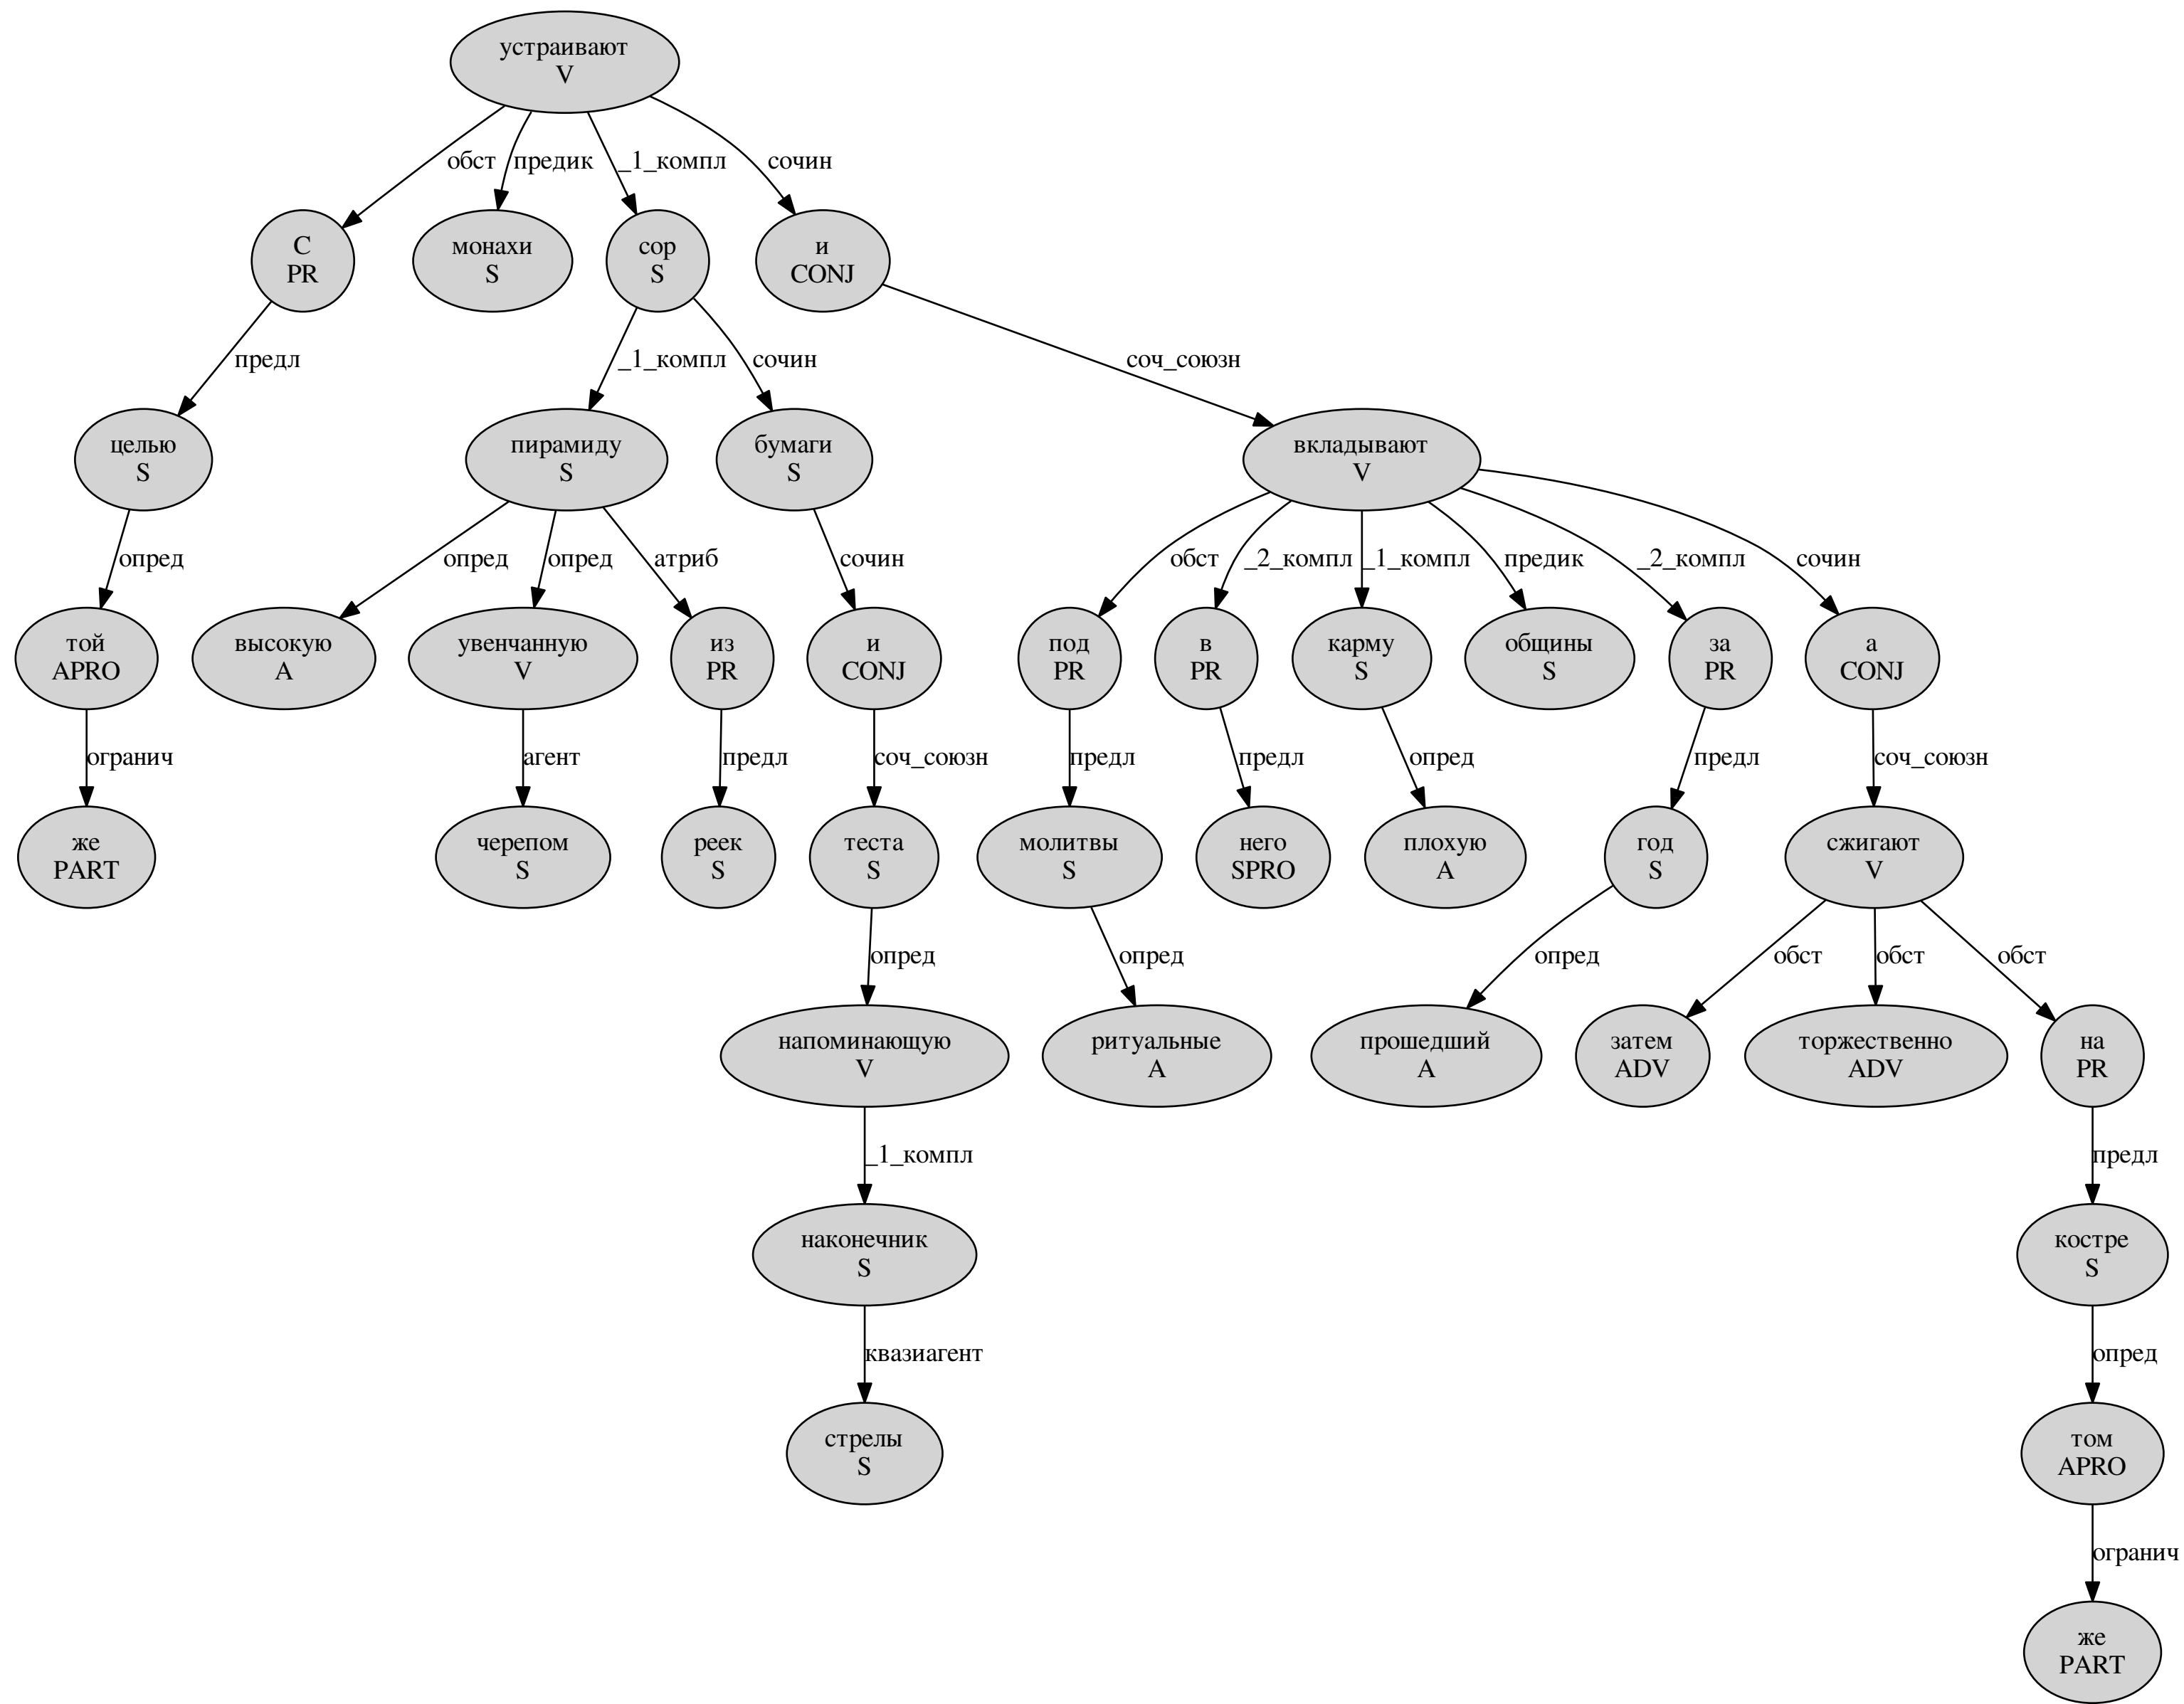 устраивают
V
обст
предик
_1_компл
сочин
С
PR
монахи
S
сор
S
и
CONJ
предл
_1_компл
сочин
соч_союзн
целью
S
пирамиду
S
бумаги
S
вкладывают
V
опред
опред
опред
атриб
сочин
обст
_2_компл
_1_компл
предик
_2_компл
сочин
той
APRO
высокую
A
увенчанную
V
из
PR
и
CONJ
под
PR
в
PR
карму
S
общины
S
за
PR
а
CONJ
огранич
агент
предл
соч_союзн
предл
предл
опред
предл
соч_союзн
же
PART
черепом
S
реек
S
теста
S
молитвы
S
него
SPRO
плохую
A
год
S
сжигают
V
опред
опред
опред
обст
обст
обст
напоминающую
V
ритуальные
A
прошедший
A
затем
ADV
торжественно
ADV
на
PR
_1_компл
предл
наконечник
S
костре
S
квазиагент
опред
стрелы
S
том
APRO
огранич
же
PART